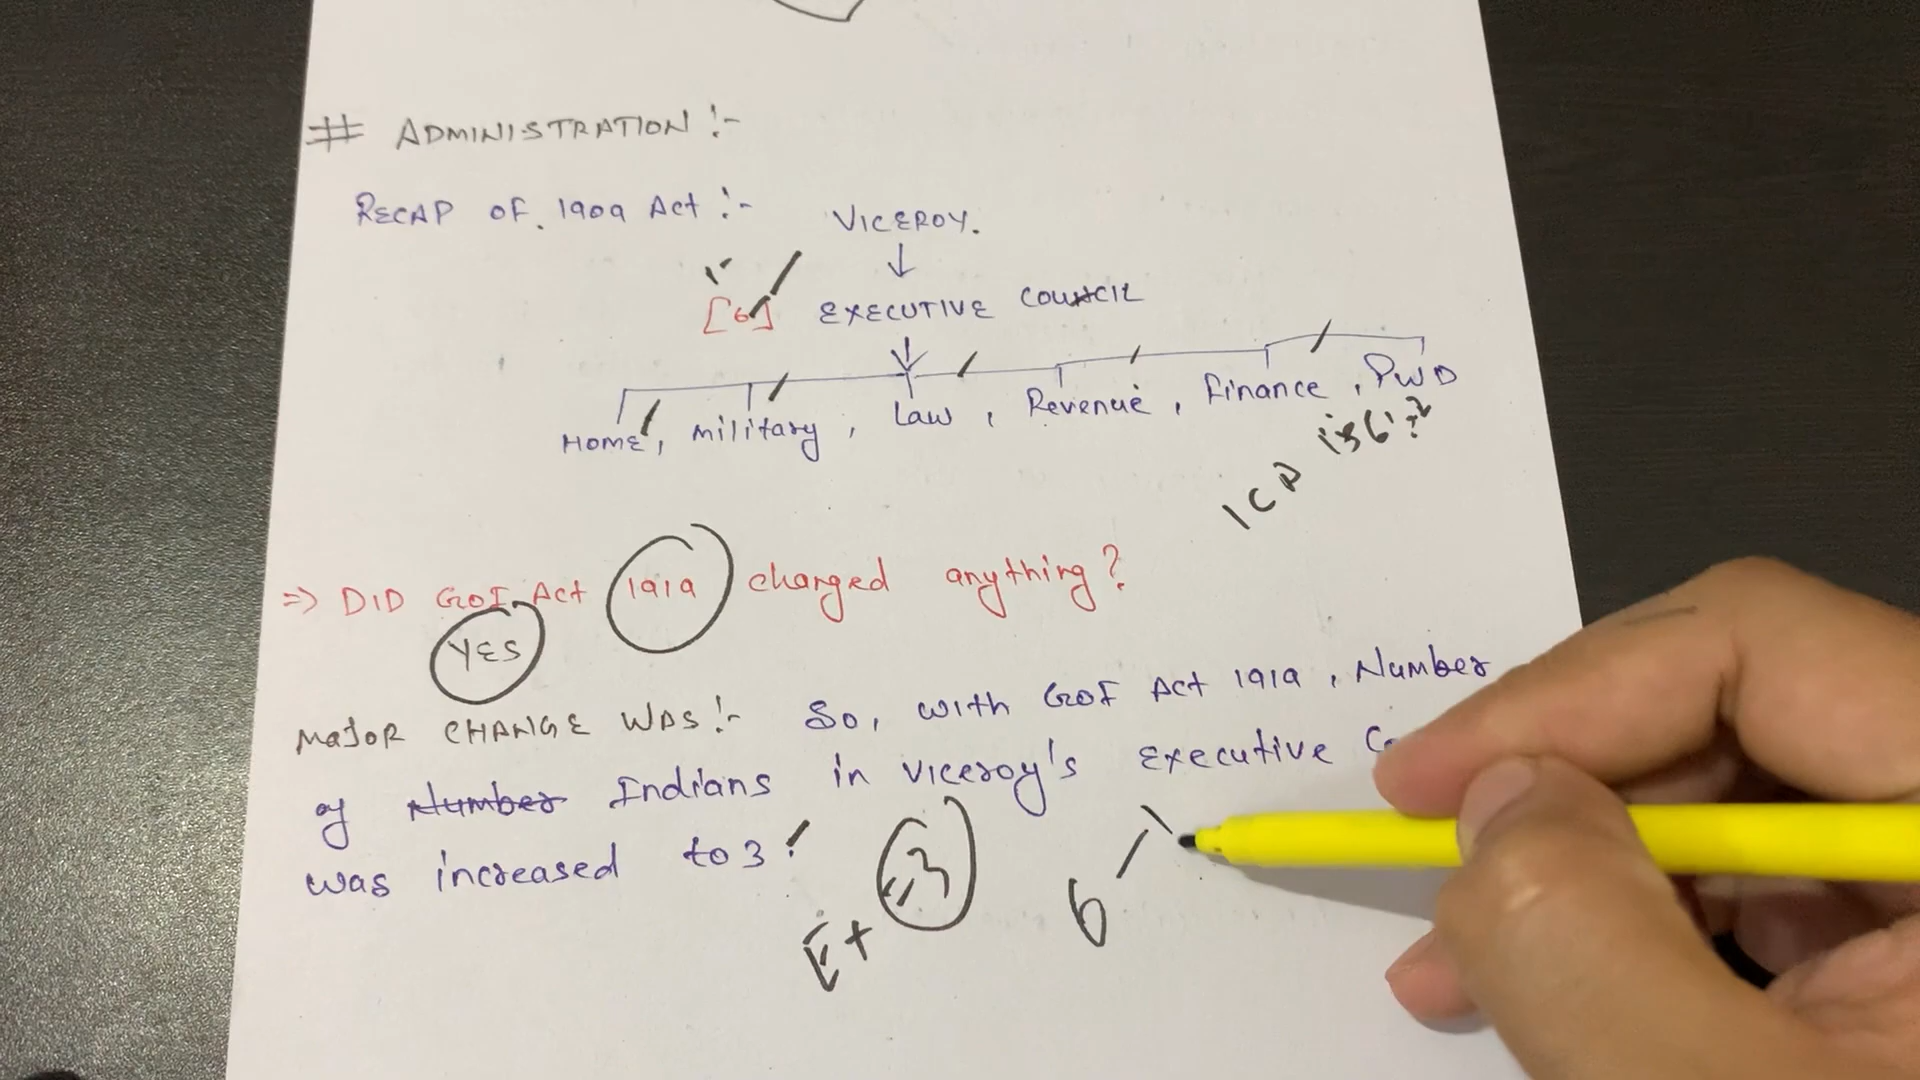 # ADMINISTRATION :-
RECAP OF 1909 Act :- VICEROY.
[6] EXECUTIVE COUNCIL
Home, military, Law, Revenue, Finance, PWD
=> DID GOI Act 1919 changed anything?
YES
MAJOR CHANGE WAS :- So, with GOI Act 1919, Number
of Number Indians in viceroy's Executive
was increased to 3!
E+ 3 6